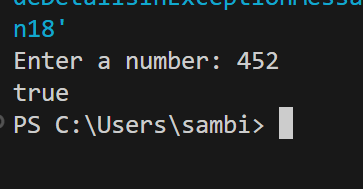 deDetailsInExceptionMessa
n18'
Enter a number: 452
true
PS C:\Users\sambi>